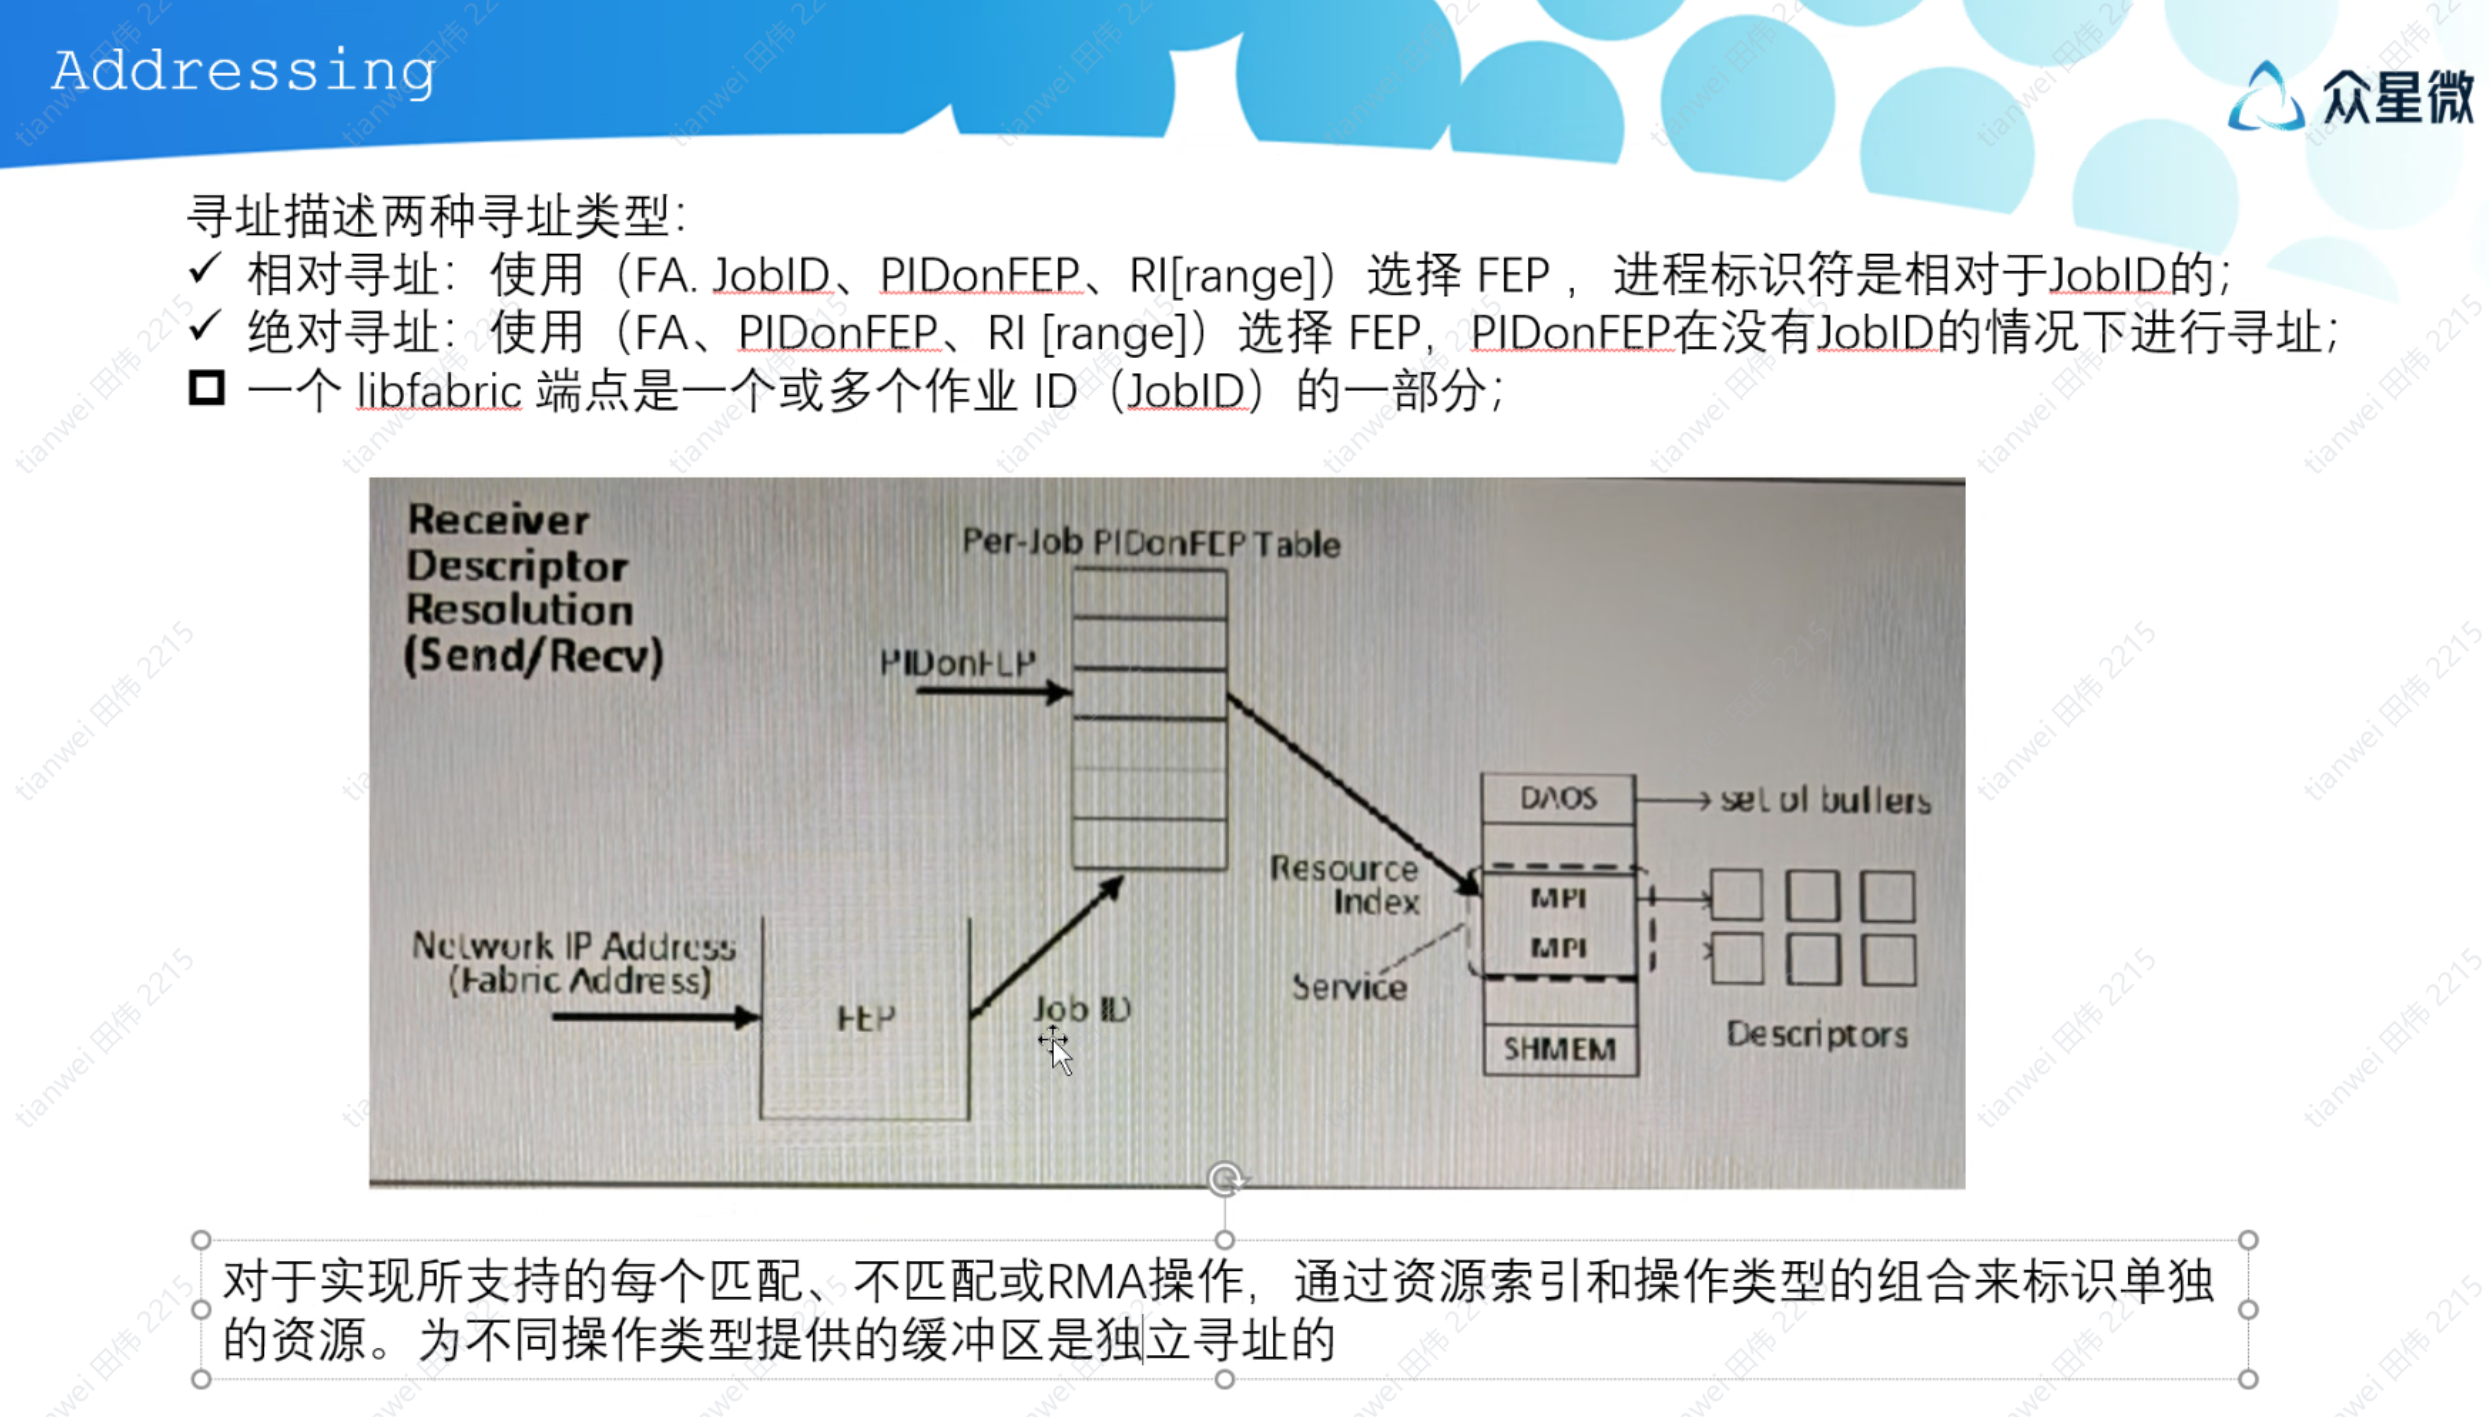 Addressing
众星微
寻址描述两种寻址类型：
✓ 相对寻址：使用（FA. JobID、PIDonFEP、RI[range]）选择 FEP ，进程标识符是相对于JobID的；
✓ 绝对寻址：使用（FA、PIDonFEP、RI [range]）选择 FEP，PIDonFEP在没有JobID的情况下进行寻址；
一个 libfabric 端点是一个或多个作业 ID（JobID）的一部分；
Receiver
Descriptor
Resolution
(Send/Recv)
Per-Job PIDonFEP Table
PIDonFEP
DAOS
set of buffers
Resource
Index
MPI
MPI
Network IP Address
(Fabric Address)
FEP
Job ID
Service
SHMEM
Descriptors
对于实现所支持的每个匹配、不匹配或RMA操作，通过资源索引和操作类型的组合来标识单独
的资源。为不同操作类型提供的缓冲区是独立寻址的
tianwei 田伟 2215